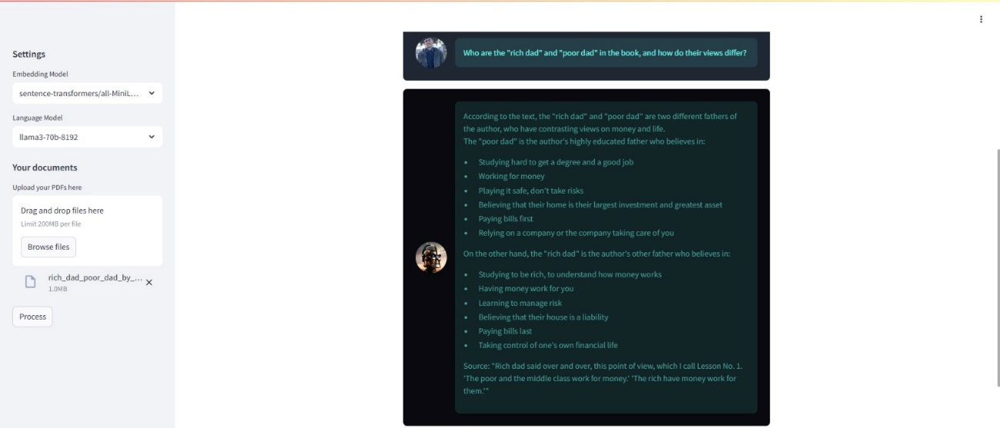 Settings
Embedding Model
sentence-transformers/all-MiniL...
Language Model
llama3-70b-8192
Your documents
Upload your PDFs here
Drag and drop files here
Limit 200MB per file
Browse files
rich_dad_poor_dad_by_...
1.0MB
Process
Who are the "rich dad" and "poor dad" in the book, and how do their views differ?
According to the text, the "rich dad" and "poor dad" are two different fathers of
the author, who have contrasting views on money and life.
The "poor dad" is the author's highly educated father who believes in:
• Studying hard to get a degree and a good job
• Working for money
• Playing it safe, don't take risks
• Believing that their home is their largest investment and greatest asset
• Paying bills first
• Relying on a company or the company taking care of you
On the other hand, the "rich dad" is the author's other father who believes in:
• Studying to be rich, to understand how money works
• Having money work for you
• Learning to manage risk
• Believing that their house is a liability
• Paying bills last
• Taking control of one's own financial life
Source: "Rich dad said over and over, this point of view, which I call Lesson No. 1.
'The poor and the middle class work for money.' 'The rich have money work for
them.'"